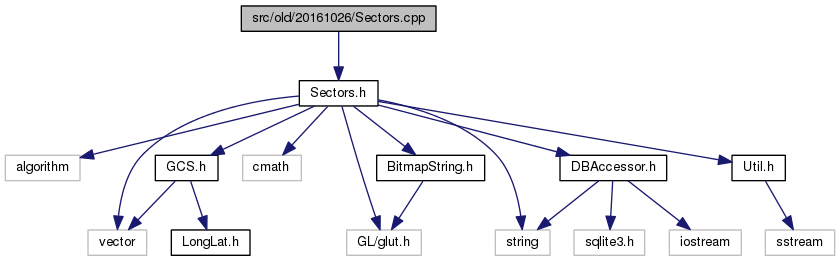 src/old/20161026/Sectors.cpp
Sectors.h
algorithm
GCS.h
cmath
BitmapString.h
DBAccessor.h
Util.h
vector
LongLat.h
GL/glut.h
string
sqlite3.h
iostream
sstream